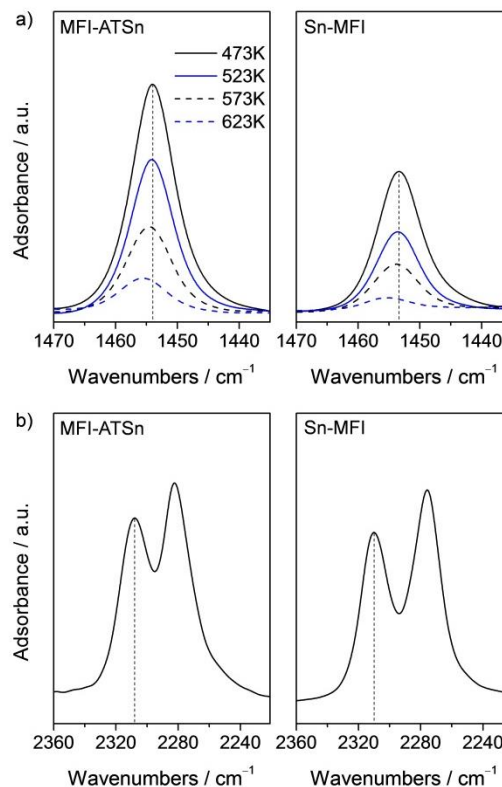 a)
MFI-ATSn
Sn-MFI
473K
523K
573K
623K
Absorbance / a.u.
1470 1460 1450 1440
1470 1460 1450 1440
Wavenumbers / cm⁻¹
Wavenumbers / cm⁻¹
b)
MFI-ATSn
Sn-MFI
Absorbance / a.u.
2360 2320 2280 2240
2360 2320 2280 2240
Wavenumbers / cm⁻¹
Wavenumbers / cm⁻¹